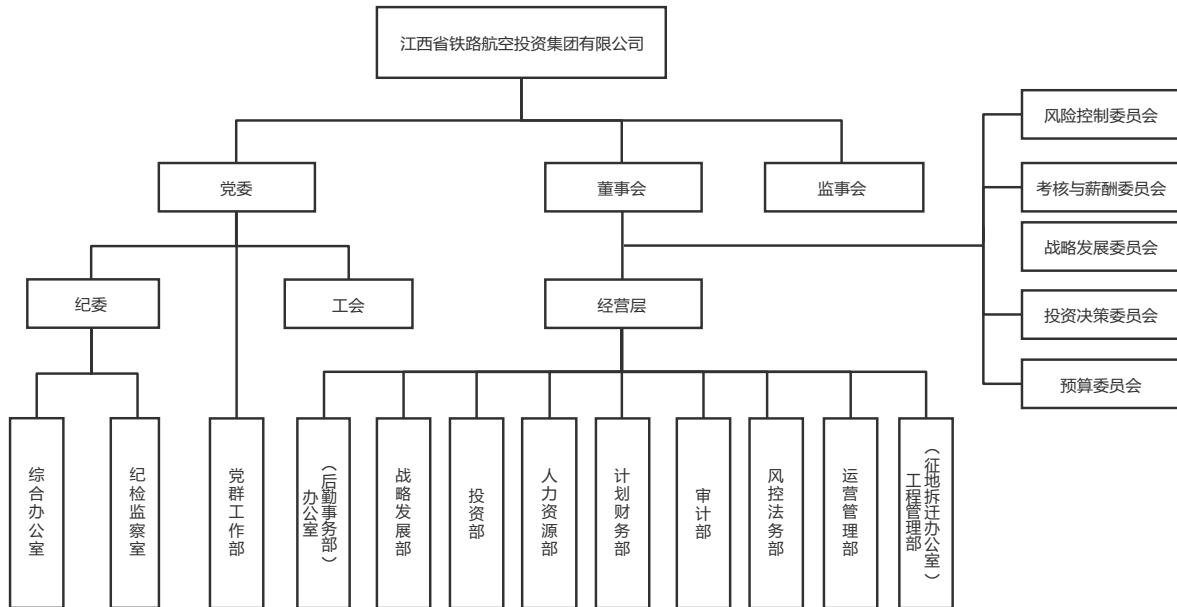 江西省铁路航空投资集团有限公司
风险控制委员会
党委
董事会
监事会
考核与薪酬委员会
战略发展委员会
纪委
工会
经营层
投资决策委员会
预算委员会
综合办公室
纪检监察室
党群工作部
办公室
（后勤事务部）
战略发展部
投资部
人力资源部
计划财务部
审计部
风控法务部
运营管理部
工程管理部
（征地拆迁办公室）